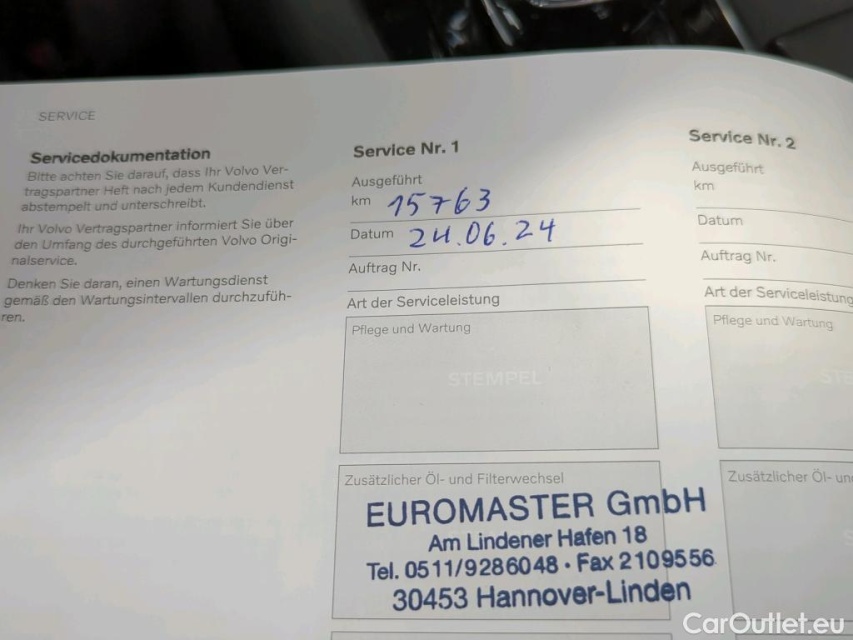 SERVICE
Servicedokumentation
Bitte achten Sie darauf, dass Ihr Volvo Ver-
tragspartner Heft nach jedem Kundendienst
abstempelt und unterschreibt.
Ihr Volvo Vertragspartner informiert Sie über
den Umfang des durchgeführten Volvo Origi-
nalservice.
Denken Sie daran, einen Wartungsdienst
gemäß den Wartungsintervallen durchzufüh-
ren.
Service Nr. 1
Ausgeführt
km 15763
Datum 24.06.24
Auftrag Nr.
Art der Serviceleistung
Pflege und Wartung
STEMPEL
Zusätzlicher Öl- und Filterwechsel
EUROMASTER GmbH
Am Lindener Hafen 18
Tel. 0511/9286048 · Fax 2109556
30453 Hannover-Linden
Service Nr. 2
Ausgeführt
km
Datum
Auftrag Nr.
Art der Serviceleistung
Pflege und Wartung
STE
Zusätzlicher Öl- un
CarOutlet.eu